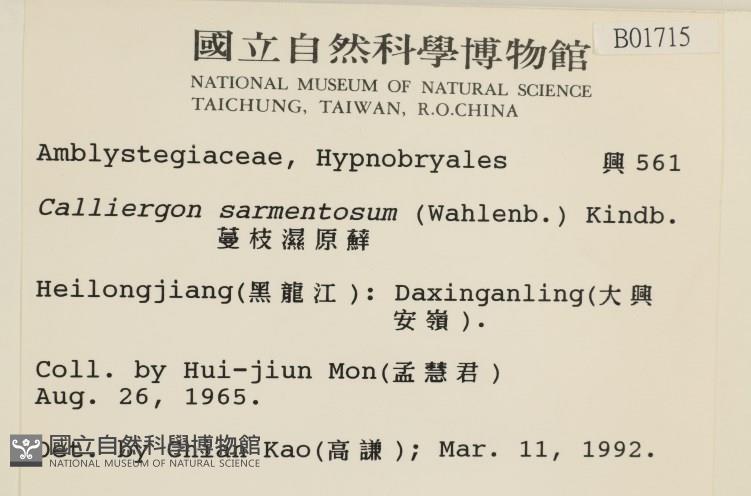 國立自然科學博物館
B01715
NATIONAL MUSEUM OF NATURAL SCIENCE
TAICHUNG, TAIWAN, R.O.CHINA
Amblystegiaceae, Hypnobryales 興 561
Calliergon sarmentosum (Wahlenb.) Kindb.
蔓枝濕原蘚
Heilongjiang(黑龍江): Daxinganling(大興
安嶺).
Coll. by Hui-jiun Mon(孟慧君)
Aug. 26, 1965.
Det. by Chian Kao(高謙); Mar. 11, 1992.
國立自然科學博物館
NATIONAL MUSEUM OF NATURAL SCIENCE